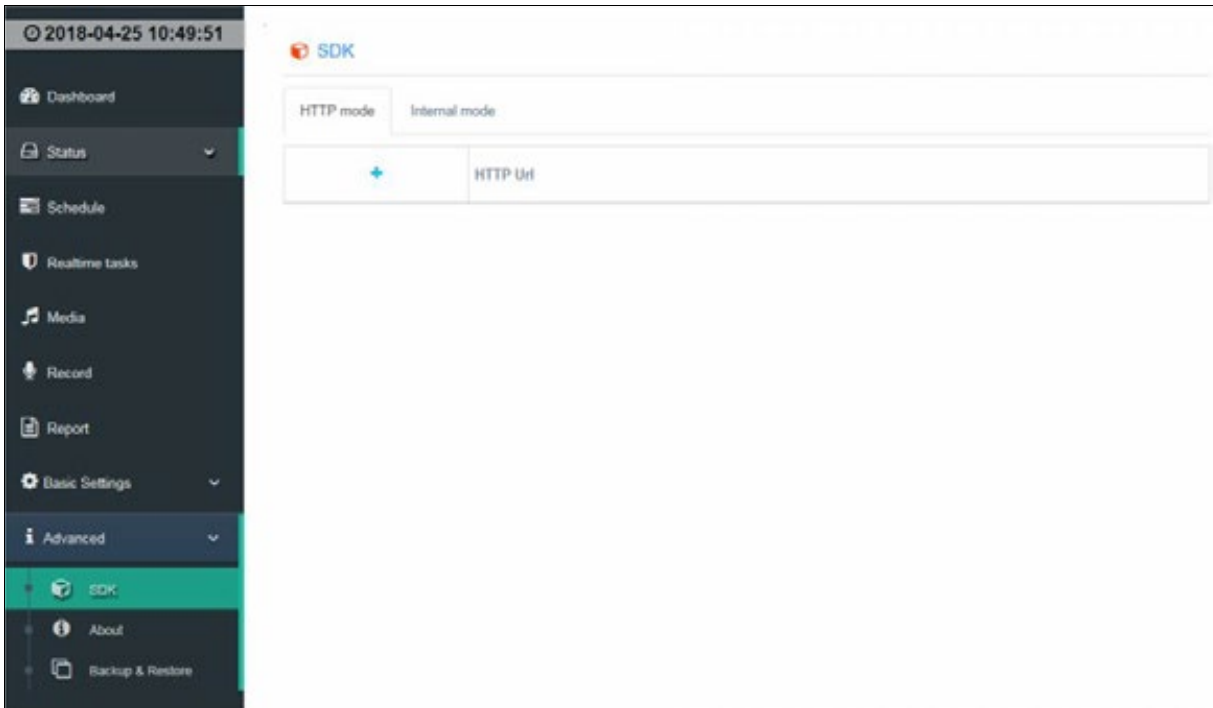 2018-04-25 10:49:51
SDK
Dashboard
HTTP mode Internal mode
Status
HTTP Url
Schedule
Realtime tasks
Media
Record
Report
Basic Settings
Advanced
SDK
About
Backup & Restore